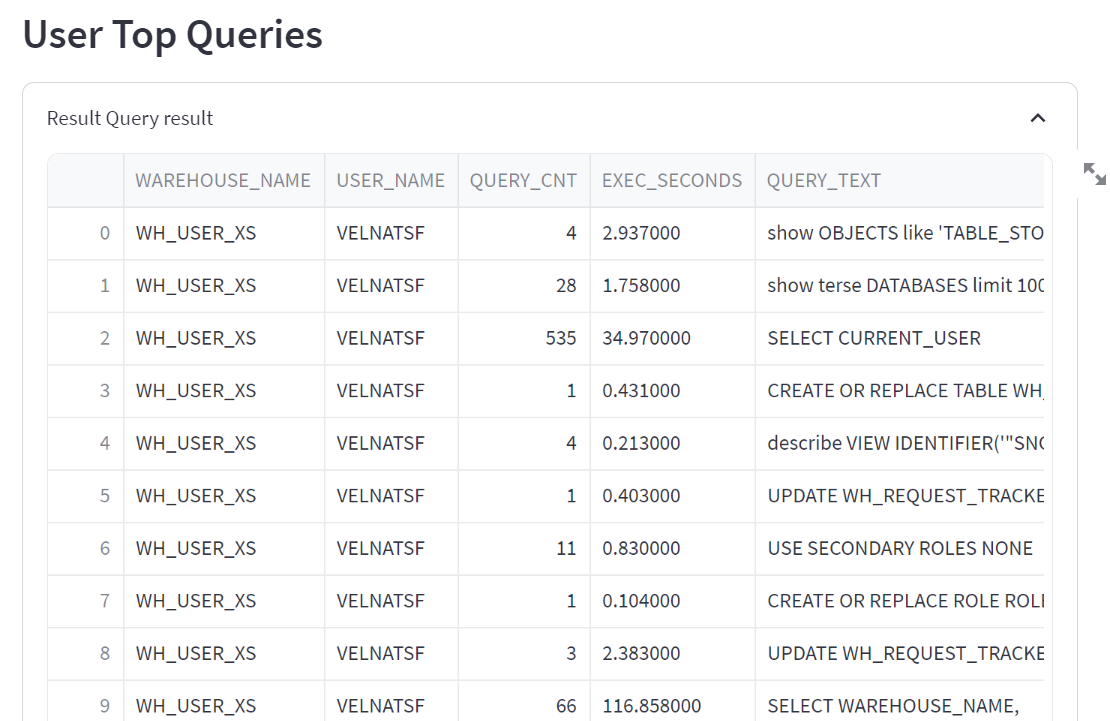 User Top Queries
Result Query result
WAREHOUSE_NAME USER_NAME QUERY_CNT EXEC_SECONDS QUERY_TEXT
0 WH_USER_XS VELNATSF 4 2.937000 show OBJECTS like 'TABLE_STO
1 WH_USER_XS VELNATSF 28 1.758000 show terse DATABASES limit 100
2 WH_USER_XS VELNATSF 535 34.970000 SELECT CURRENT_USER
3 WH_USER_XS VELNATSF 1 0.431000 CREATE OR REPLACE TABLE WH_
4 WH_USER_XS VELNATSF 4 0.213000 describe VIEW IDENTIFIER('"SNO
5 WH_USER_XS VELNATSF 1 0.403000 UPDATE WH_REQUEST_TRACKE
6 WH_USER_XS VELNATSF 11 0.830000 USE SECONDARY ROLES NONE
7 WH_USER_XS VELNATSF 1 0.104000 CREATE OR REPLACE ROLE ROLE
8 WH_USER_XS VELNATSF 3 2.383000 UPDATE WH_REQUEST_TRACKE
9 WH_USER_XS VELNATSF 66 116.858000 SELECT WAREHOUSE_NAME,